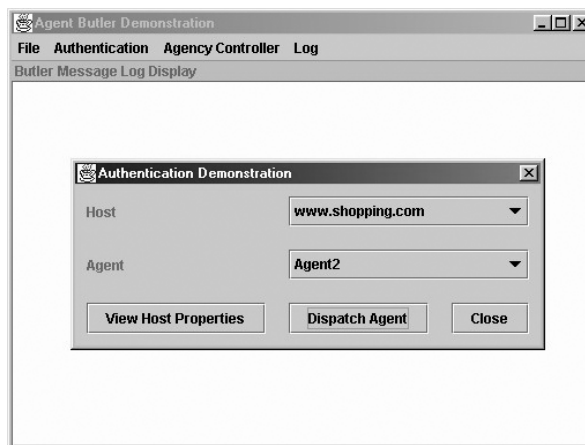 Agent Butler Demonstration
File Authentication Agency Controller Log
Butler Message Log Display
Authentication Demonstration
Host www.shopping.com
Agent Agent2
View Host Properties Dispatch Agent Close